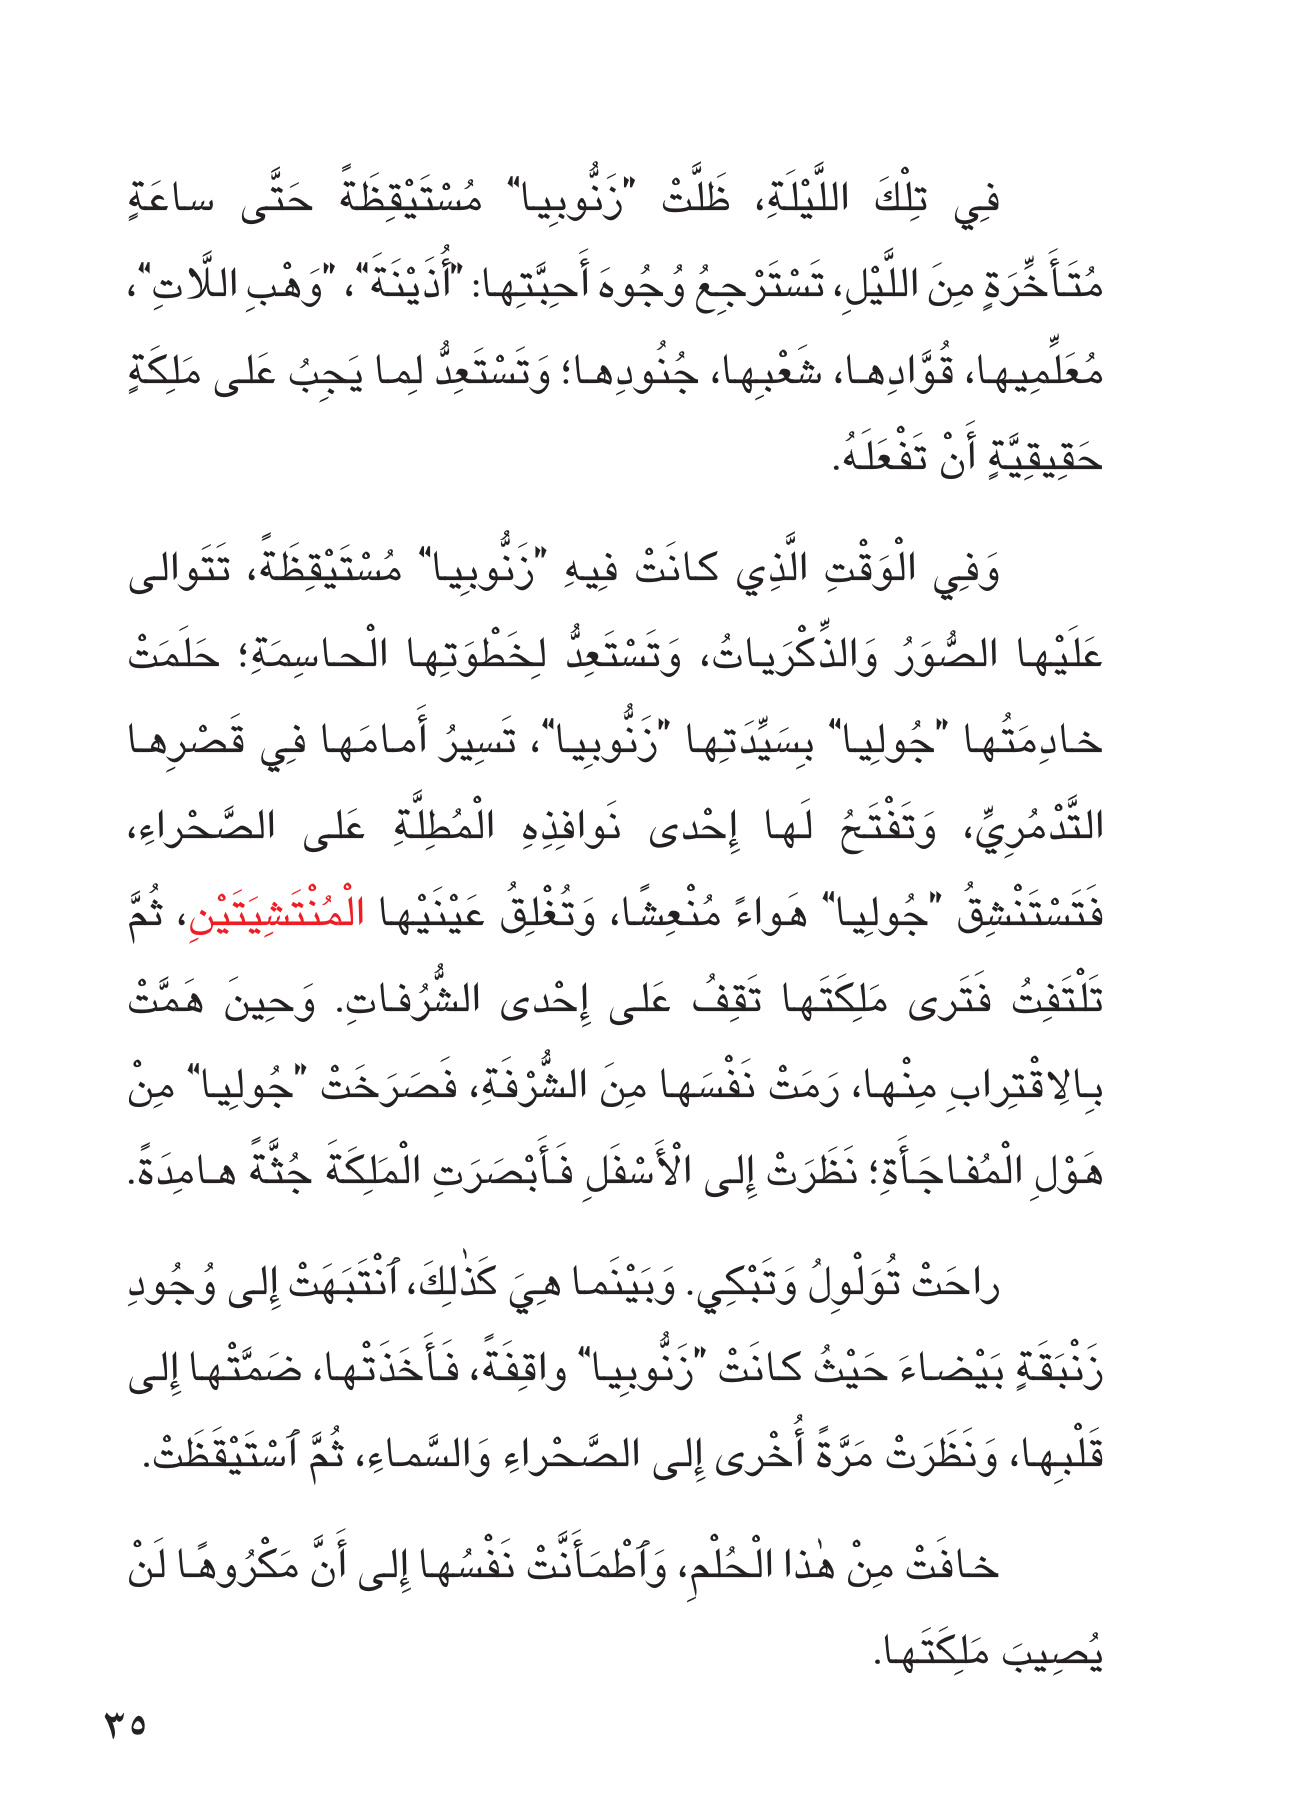 فِي تِلْكَ اللَّيْلَةِ، ظَلَّتْ "زَنُّوبِيا" مُسْتَيْقِظَةً حَتَّى ساعَةٍ
مُتَأَخِّرَةٍ مِنَ اللَّيْلِ، تَسْتَرْجِعُ وُجُوهَ أَحِبَّتِها: "أُذَيْنَةَ"، "وَهْبِ اللَّاتِ"،
مُعَلِّمِيها، قُوَّادِها، شَعْبِها، جُنُودِها؛ وَتَسْتَعِدُّ لِما يَجِبُ عَلى مَلِكَةٍ
حَقِيقِيَّةٍ أَنْ تَفْعَلَهُ.
وَفِي الْوَقْتِ الَّذِي كانَتْ فِيهِ "زَنُّوبِيا" مُسْتَيْقِظَةً، تَتَوالى
عَلَيْها الصُّوَرُ وَالذِّكْرَياتُ، وَتَسْتَعِدُّ لِخَطْوَتِها الْحاسِمَةِ؛ حَلَمَتْ
خادِمَتُها "جُولِيا" بِسَيِّدَتِها "زَنُّوبِيا"، تَسِيرُ أَمامَها فِي قَصْرِها
التَّدْمُرِيِّ، وَتَفْتَحُ لَها إِحْدى نَوافِذِهِ الْمُطِلَّةِ عَلى الصَّحْراءِ،
فَتَسْتَنْشِقُ "جُولِيا" هَواءً مُنْعِشًا، وَتُغْلِقُ عَيْنَيْها الْمُنْتَشِيَتَيْنِ، ثُمَّ
تَلْتَفِتُ فَتَرى مَلِكَتَها تَقِفُ عَلى إِحْدى الشُّرُفاتِ. وَحِينَ هَمَّتْ
بِالِاقْتِرابِ مِنْها، رَمَتْ نَفْسَها مِنَ الشُّرْفَةِ، فَصَرَخَتْ "جُولِيا" مِنْ
هَوْلِ الْمُفاجَأَةِ؛ نَظَرَتْ إِلى الْأَسْفَلِ فَأَبْصَرَتِ الْمَلِكَةَ جُثَّةً هامِدَةً.
راحَتْ تُوَلْوِلُ وَتَبْكِي. وَبَيْنَما هِيَ كَذٰلِكَ، ٱنْتَبَهَتْ إِلى وُجُودِ
زَنْبَقَةٍ بَيْضاءَ حَيْثُ كانَتْ "زَنُّوبِيا" واقِفَةً، فَأَخَذَتْها، ضَمَّتْها إِلى
قَلْبِها، وَنَظَرَتْ مَرَّةً أُخْرى إِلى الصَّحْراءِ وَالسَّماءِ، ثُمَّ ٱسْتَيْقَظَتْ.
خافَتْ مِنْ هٰذا الْحُلْمِ، وَٱطْمَأَنَّتْ نَفْسُها إِلى أَنَّ مَكْرُوهًا لَنْ
يُصِيبَ مَلِكَتَها.
٣٥